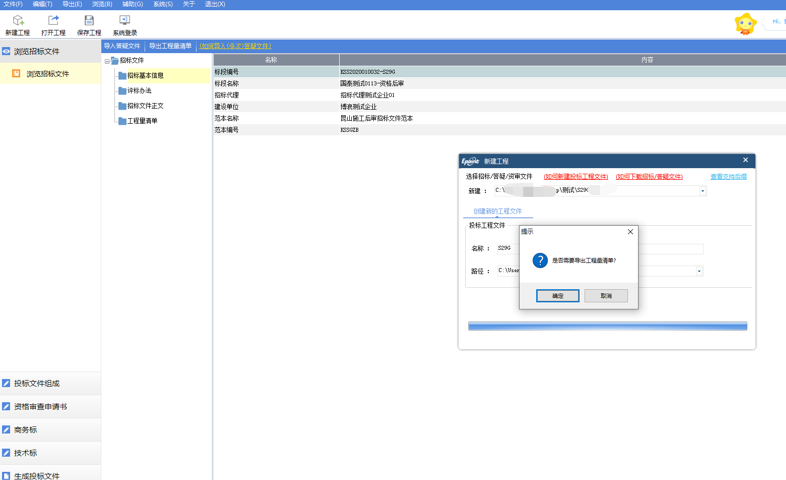 文件(F) 编辑(T) 导出(E) 浏览(B) 辅助(G) 系统(S) 关于 退出(X)
新建工程 打开工程 保存工程 系统登录
Hi,
浏览招标文件
浏览招标文件
导入答疑文件 导出工程量清单 (如何导入(多次)答疑文件)
招标文件
招标基本信息
评标办法
招标文件正文
工程量清单
名称 内容
标段编号 KSS2020010032-S29G
标段名称 国泰测试0113-资格后审
招标代理 招标代理测试企业01
建设单位 博袁测试企业
范本名称 昆山施工后审招标文件范本
范本编号 KSSGZB
Epoint 新建工程
选择招标/答疑/资审文件 (如何新建投标工程文件) (如何下载招标/答疑文件) 查看文档后缀
新建： C:\ p\测试\S29G
创建新的工程文件
投标工程文件
名称： S29G
路径： C:\User
提示
是否需要导出工程量清单?
确定 取消
投标文件组成
资格审查申请书
商务标
技术标
生成投标文件